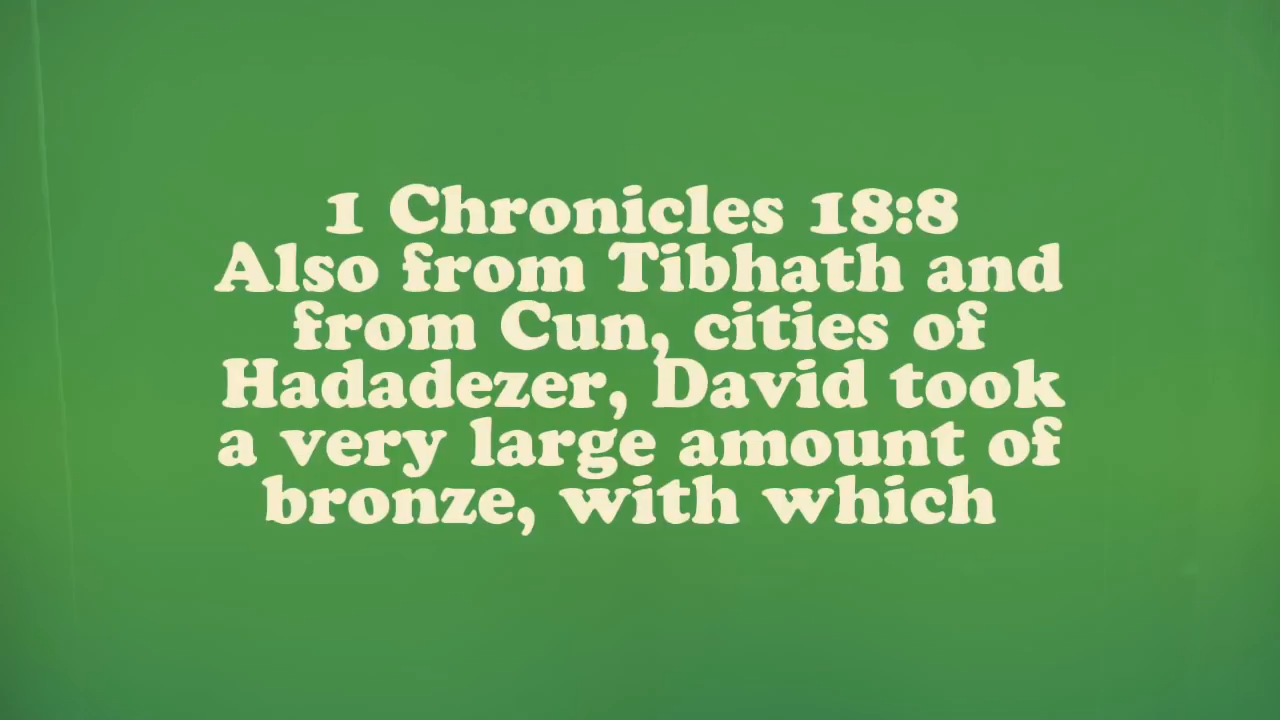 1 Chronicles 18:8
Also from Tibhath and
from Cun, cities of
Hadadezer, David took
a very large amount of
bronze, with which